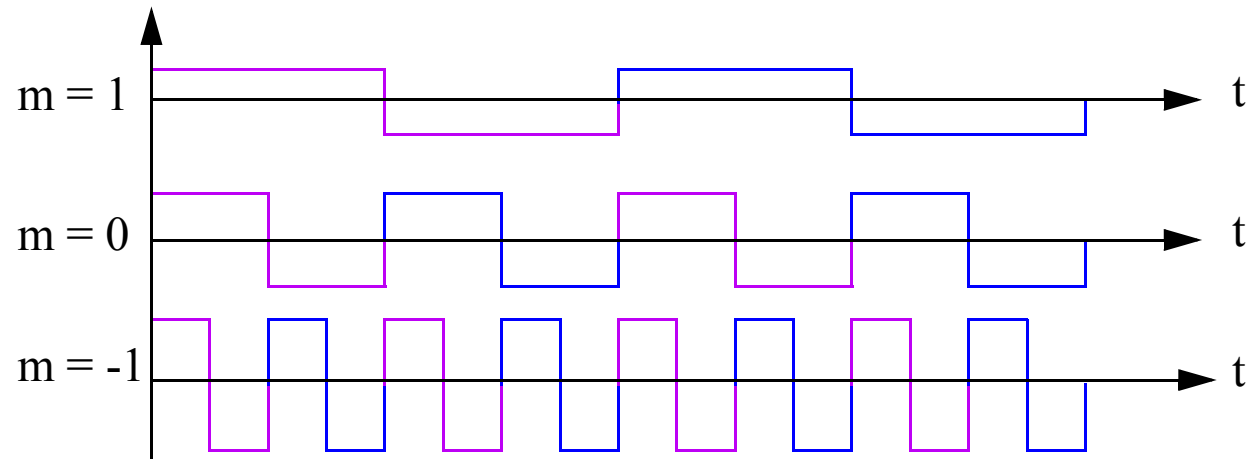 m = 1 t
m = 0 t
m = -1 t